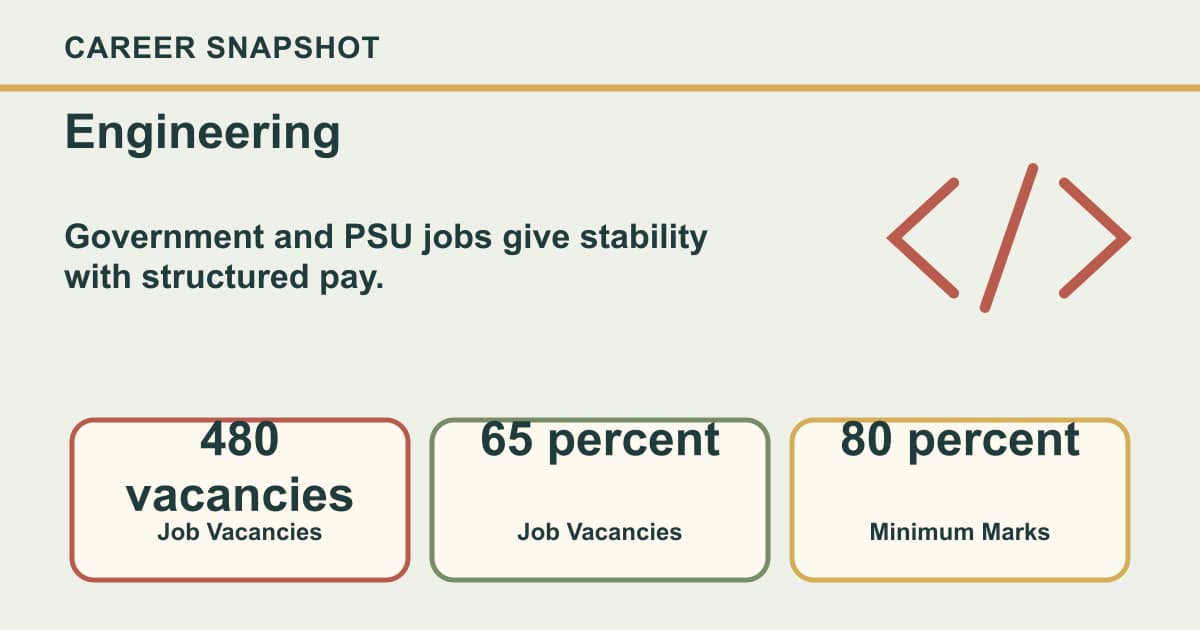 CAREER SNAPSHOT
Engineering
Government and PSU jobs give stability
with structured pay.
480
vacancies
Job Vacancies
65 percent
Job Vacancies
80 percent
Minimum Marks